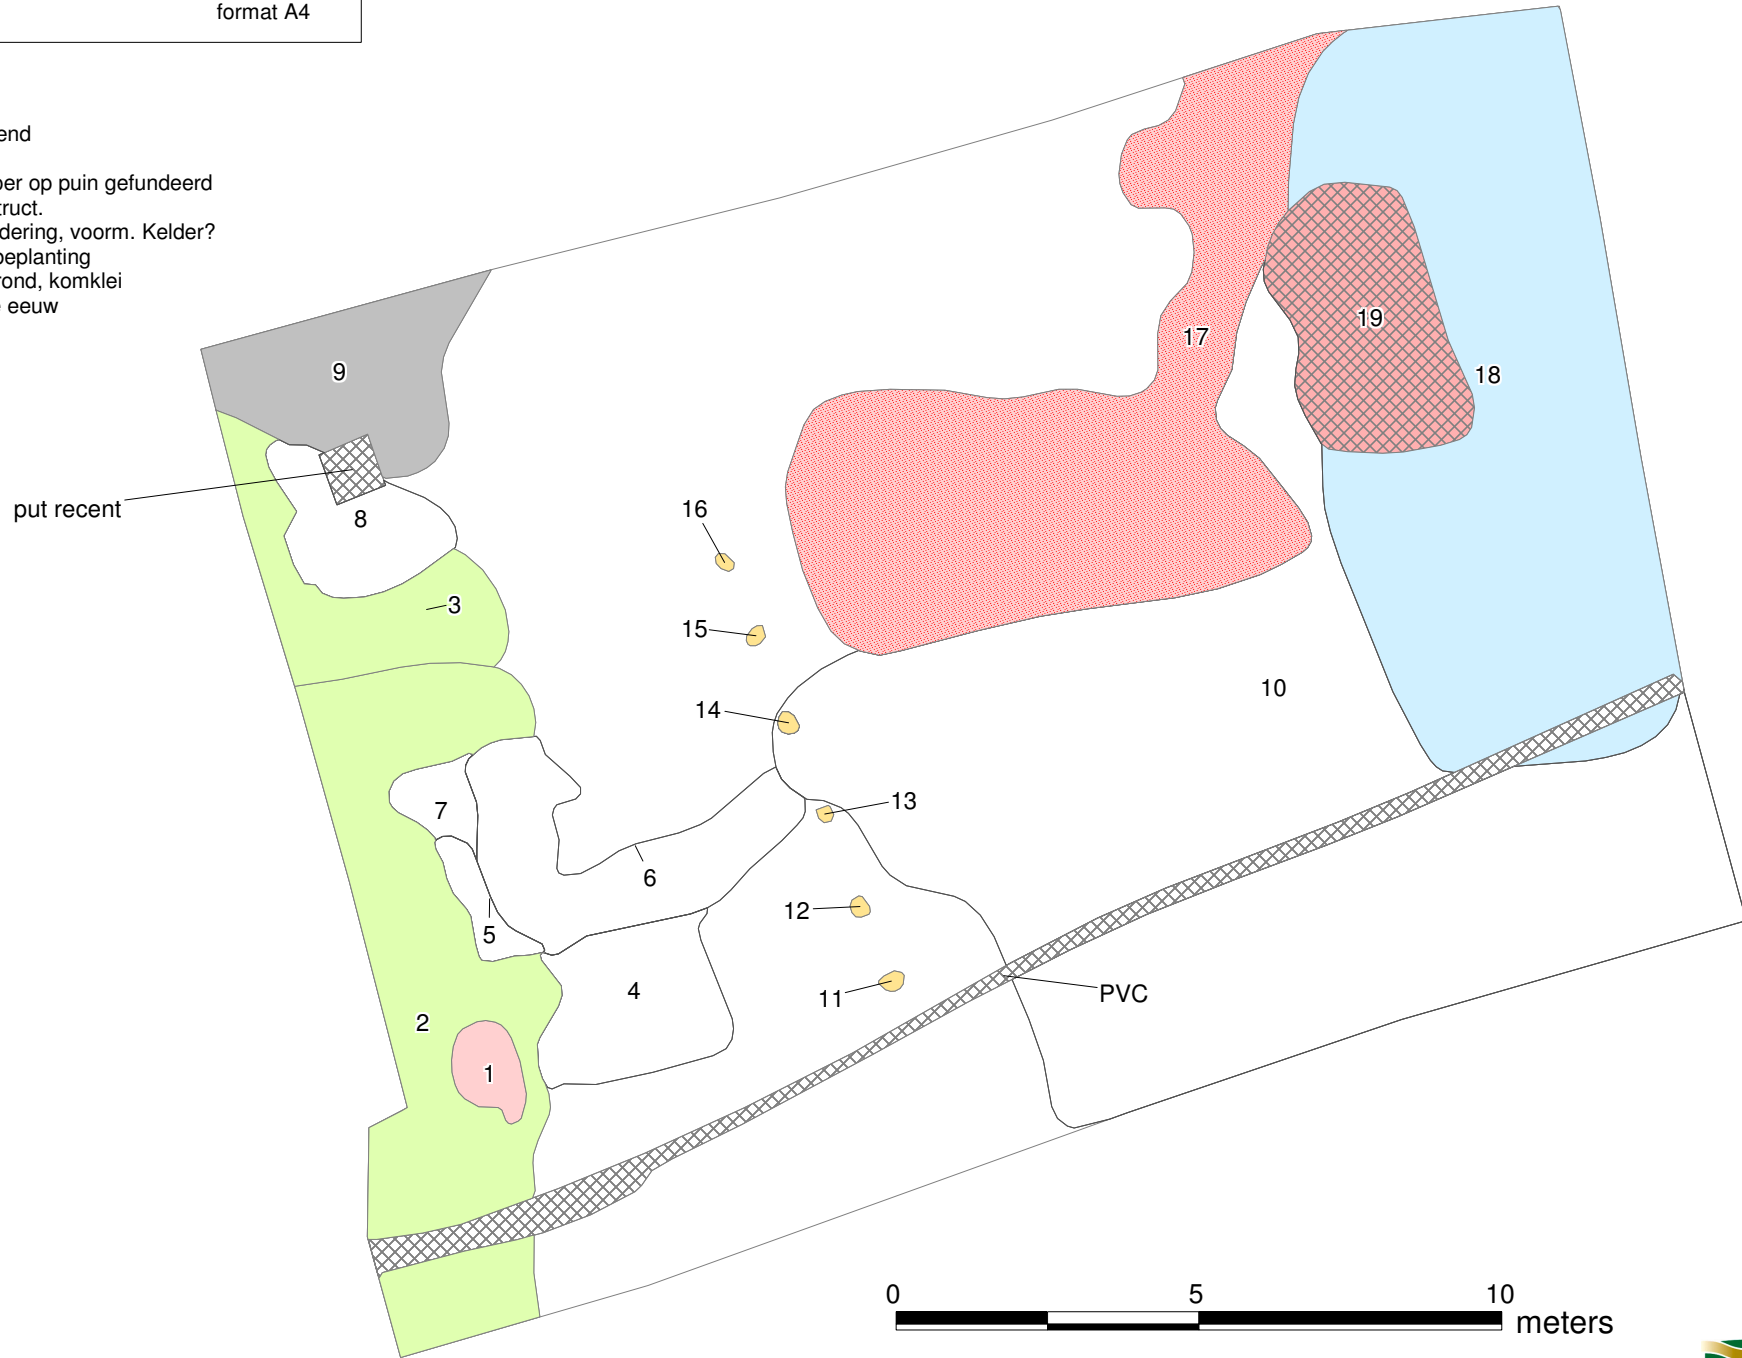 format A4
end
er op puin gefundeerd
truct.
dering, voorm. Kelder?
beplanting
rond, komklei
eeuw
9
put recent
8
3
7
5
6
4
2
1
16
15
14
13
12
11
10
17
19
18
PVC
0 5 10
meters